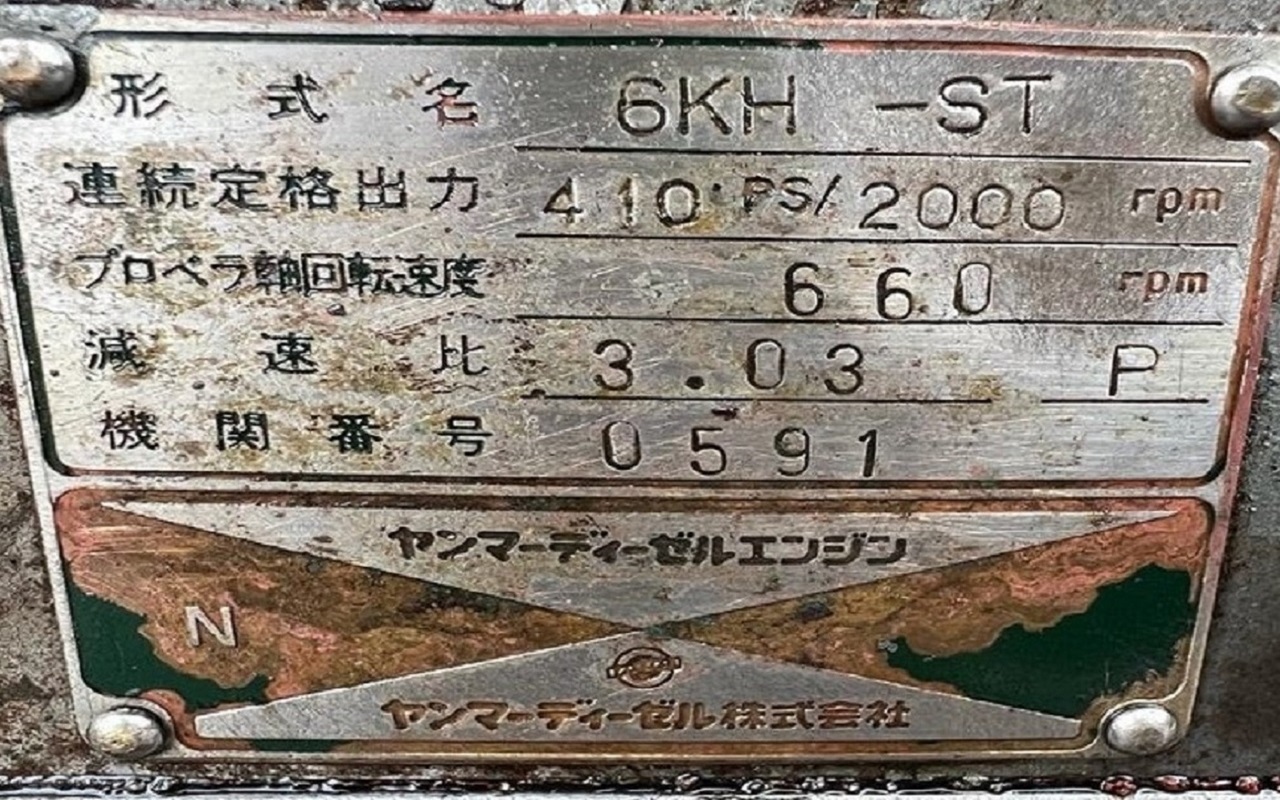 形式名 6KH-ST
連続定格出力 410 PS/2000 rpm
プロペラ軸回転速度 660 rpm
減速比 3.03 P
機関番号 0591
ヤンマーディーゼルエンジン
N
ヤンマーディーゼル株式会社